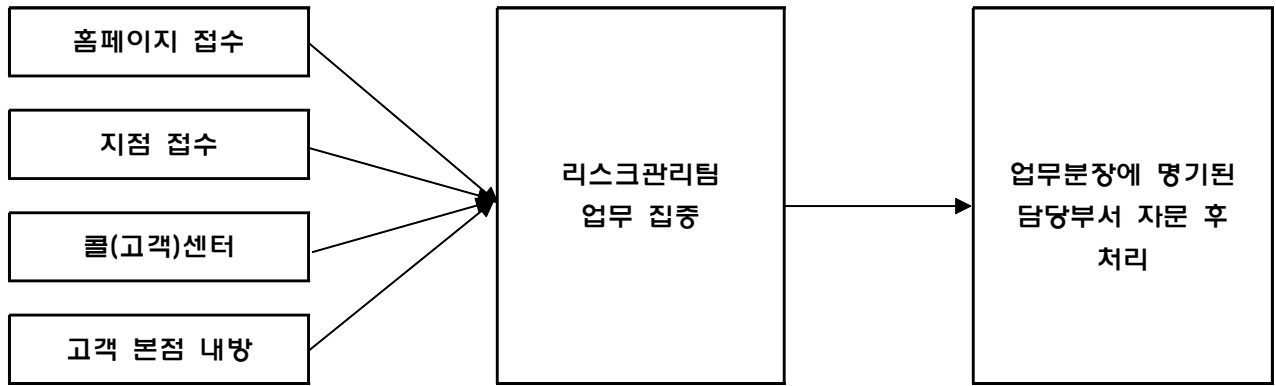 홈페이지 접수
지점 접수
콜(고객)센터
고객 본점 내방
리스크관리팀
업무 집중
업무분장에 명기된
담당부서 자문 후
처리